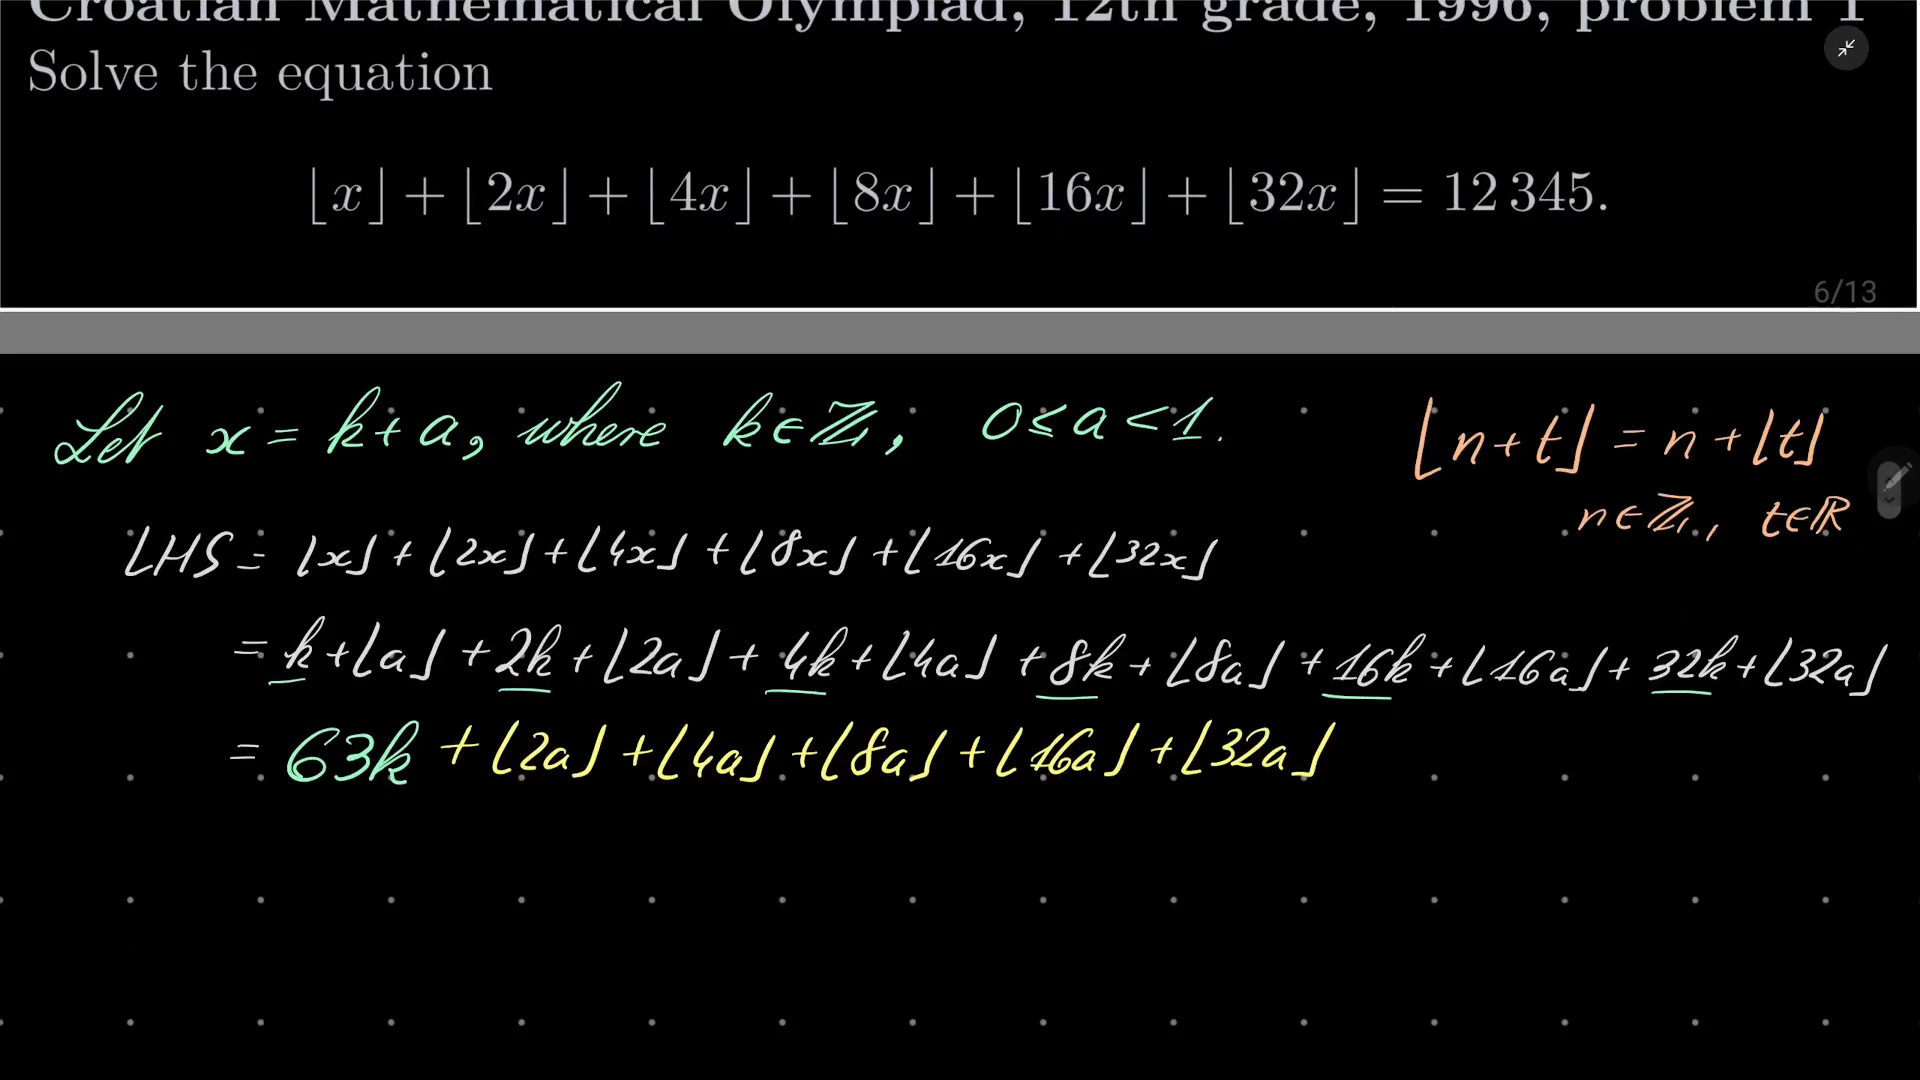 Croatian Mathematical Olympiad, 12th grade, 1996, problem 1
Solve the equation
⌊x⌋ + ⌊2x⌋ + ⌊4x⌋ + ⌊8x⌋ + ⌊16x⌋ + ⌊32x⌋ = 12 345.
6/13
Let x = k + a, where k ∈ ℤ, 0 ≤ a < 1.
⌊n + t⌋ = n + ⌊t⌋
n ∈ ℤ, t ∈ ℝ
LHS = ⌊x⌋ + ⌊2x⌋ + ⌊4x⌋ + ⌊8x⌋ + ⌊16x⌋ + ⌊32x⌋
= k + ⌊a⌋ + 2k + ⌊2a⌋ + 4k + ⌊4a⌋ + 8k + ⌊8a⌋ + 16k + ⌊16a⌋ + 32k + ⌊32a⌋
= 63k + ⌊2a⌋ + ⌊4a⌋ + ⌊8a⌋ + ⌊16a⌋ + ⌊32a⌋